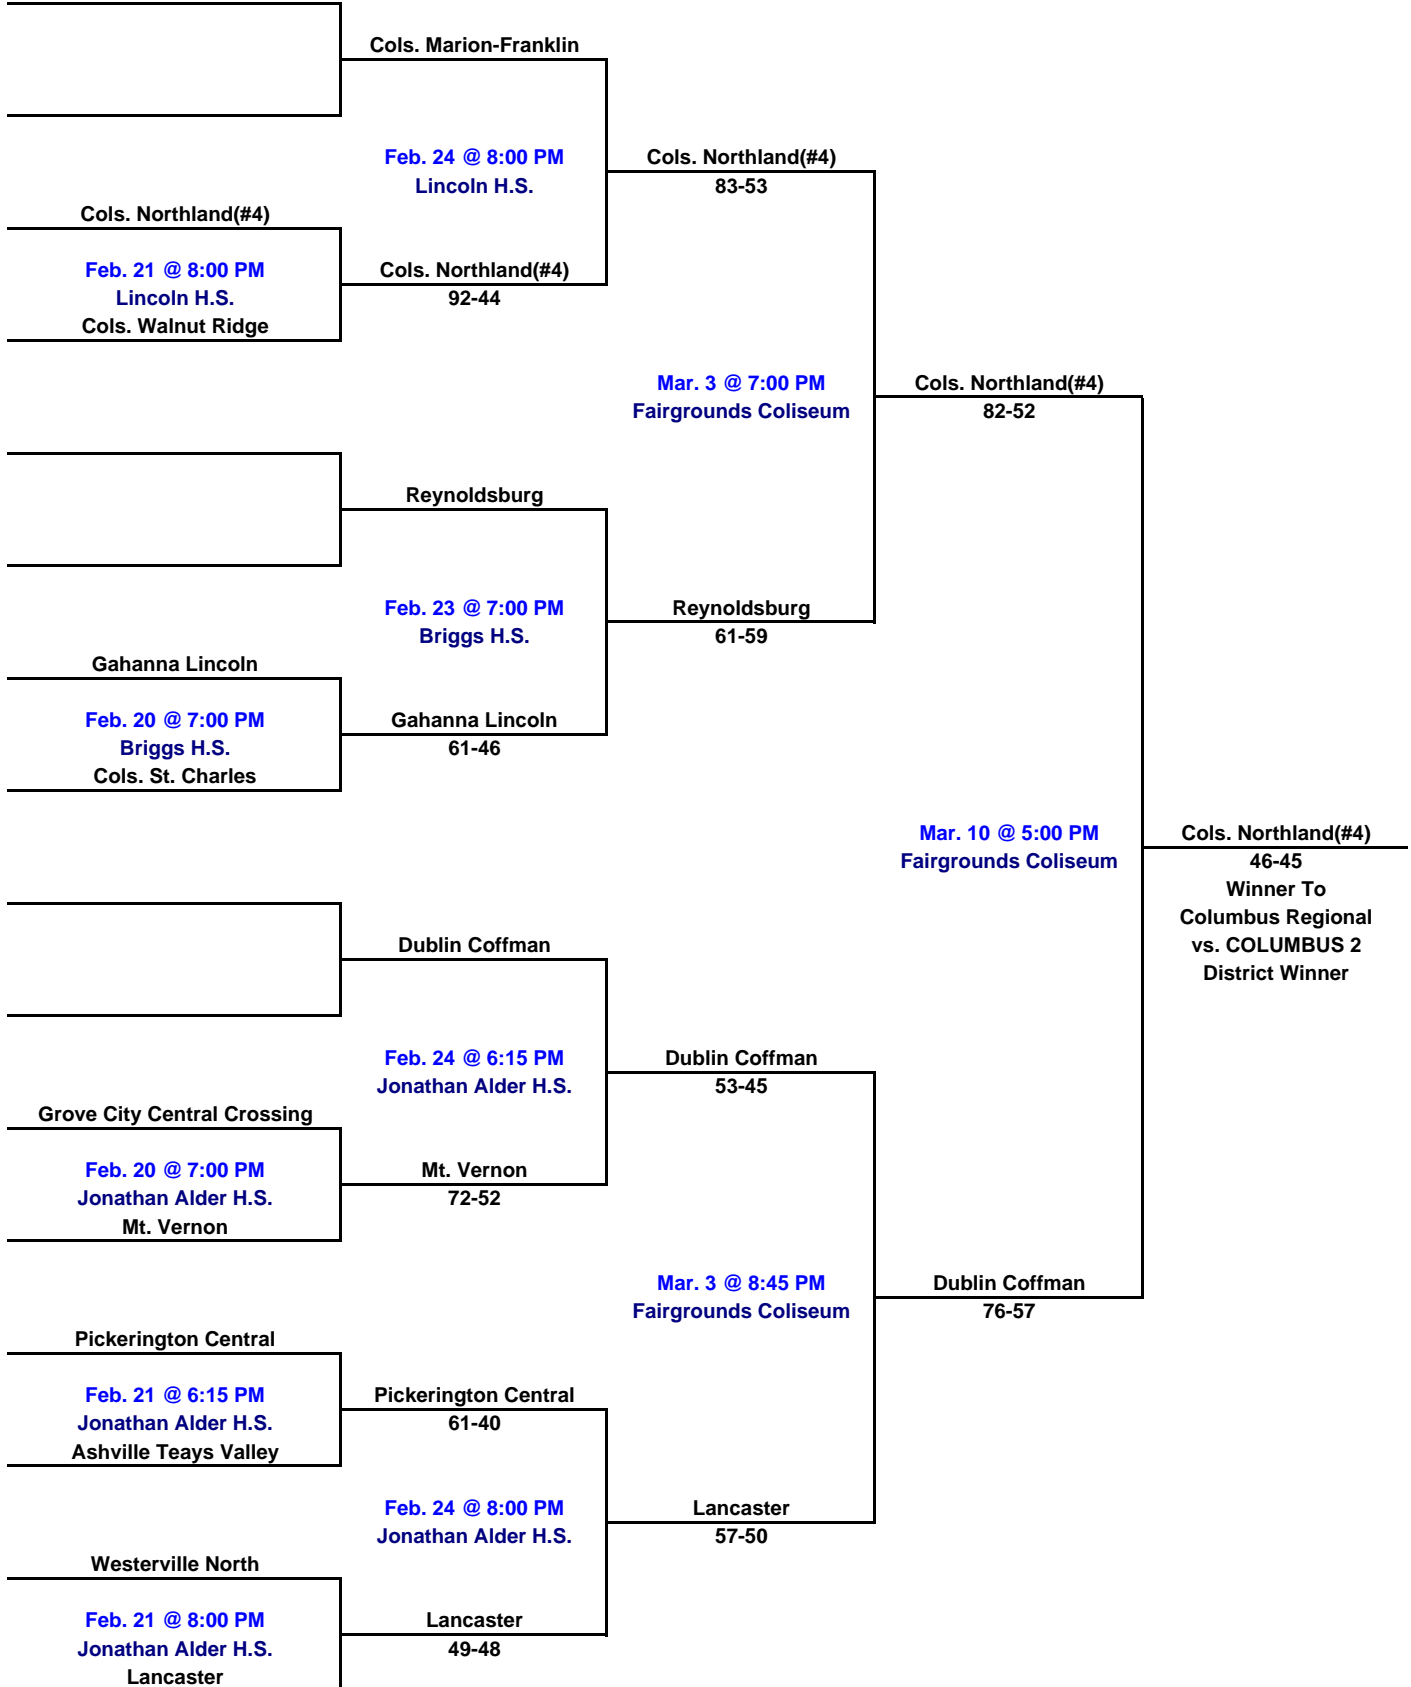 Cols. Marion-Franklin
Feb. 24 @ 8:00 PM
Lincoln H.S.
Cols. Northland(#4)
83-53
Cols. Northland(#4)
Feb. 21 @ 8:00 PM
Lincoln H.S.
Cols. Walnut Ridge
Cols. Northland(#4)
92-44
Mar. 3 @ 7:00 PM
Fairgrounds Coliseum
Cols. Northland(#4)
82-52
Reynoldsburg
Feb. 23 @ 7:00 PM
Briggs H.S.
Reynoldsburg
61-59
Gahanna Lincoln
Feb. 20 @ 7:00 PM
Briggs H.S.
Cols. St. Charles
Gahanna Lincoln
61-46
Mar. 10 @ 5:00 PM
Fairgrounds Coliseum
Cols. Northland(#4)
46-45
Winner To
Columbus Regional
vs. COLUMBUS 2
District Winner
Dublin Coffman
Feb. 24 @ 6:15 PM
Jonathan Alder H.S.
Dublin Coffman
53-45
Grove City Central Crossing
Feb. 20 @ 7:00 PM
Jonathan Alder H.S.
Mt. Vernon
Mt. Vernon
72-52
Mar. 3 @ 8:45 PM
Fairgrounds Coliseum
Dublin Coffman
76-57
Pickerington Central
Feb. 21 @ 6:15 PM
Jonathan Alder H.S.
Ashville Teays Valley
Pickerington Central
61-40
Feb. 24 @ 8:00 PM
Jonathan Alder H.S.
Lancaster
57-50
Westerville North
Feb. 21 @ 8:00 PM
Jonathan Alder H.S.
Lancaster
Lancaster
49-48